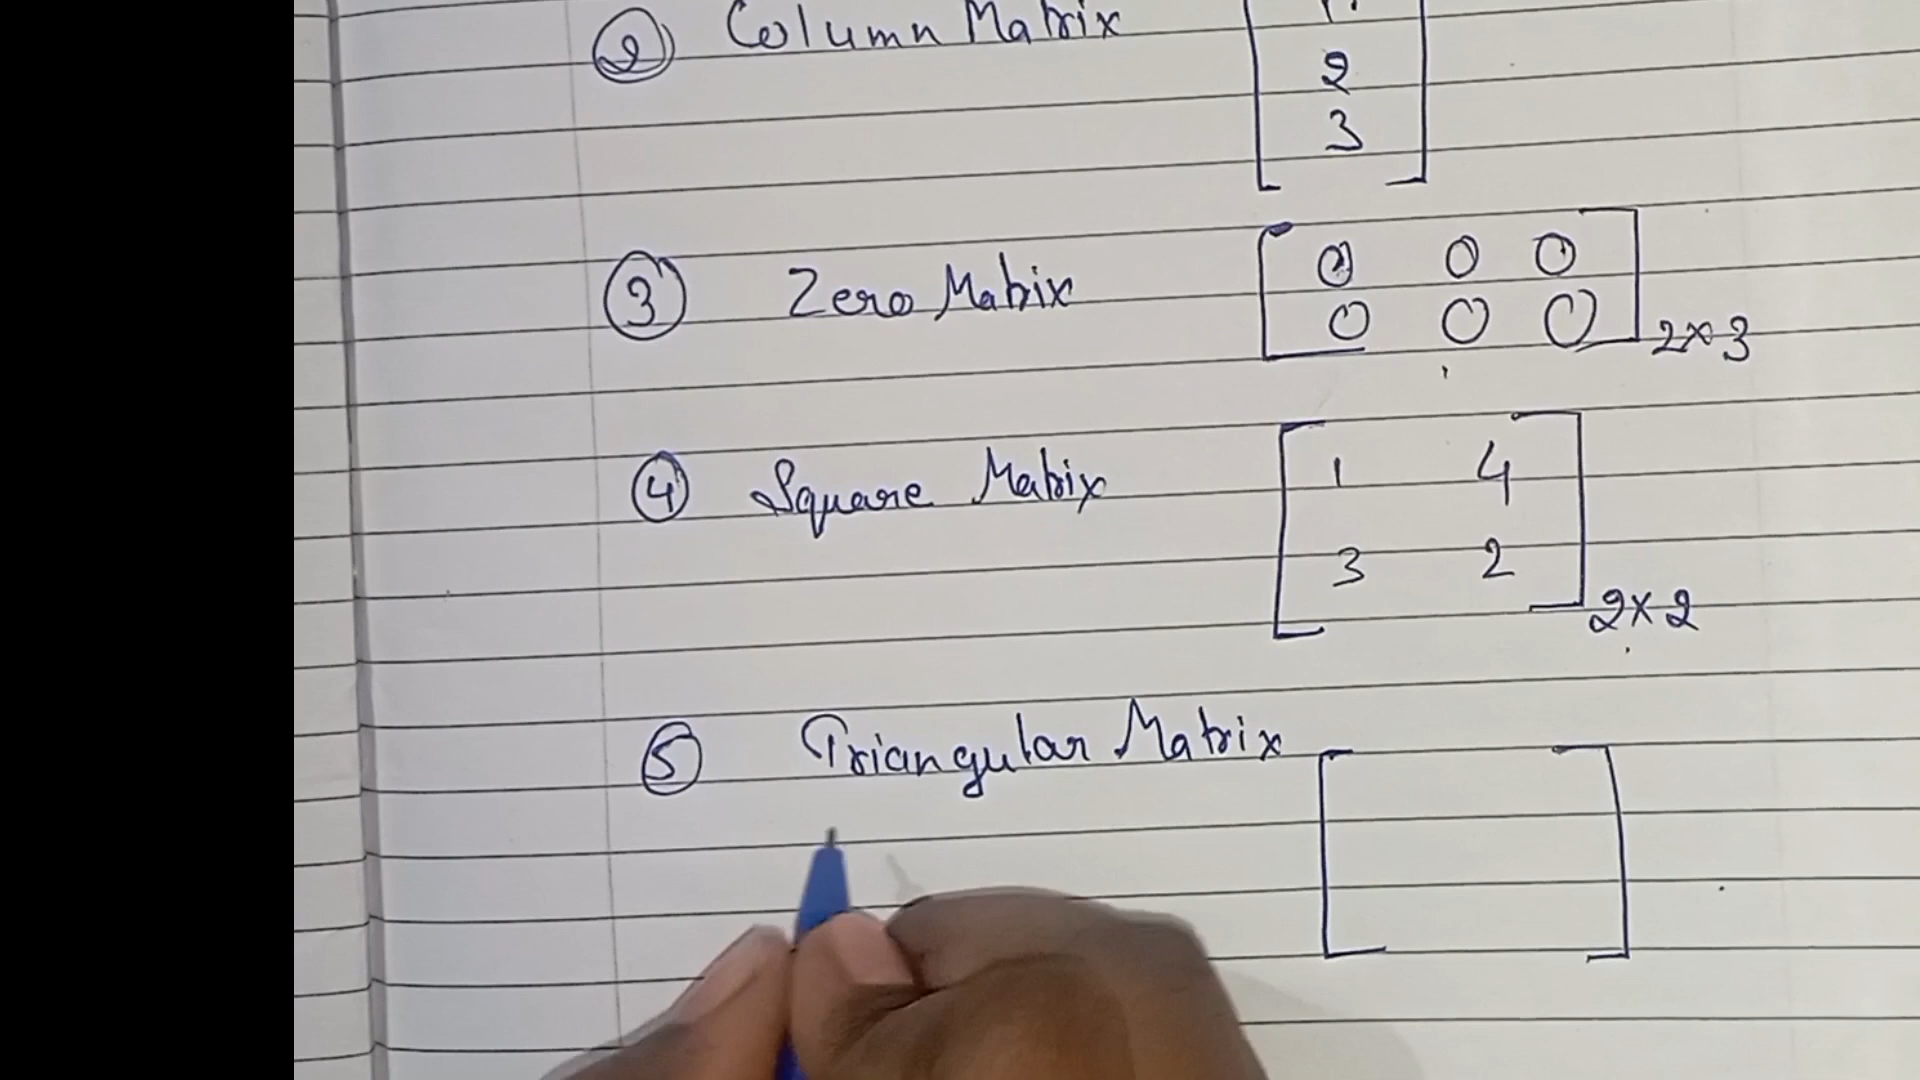 ② Column Matrix
2
3
③ Zero Matrix
0 0 0
0 0 0
2×3
④ Square Matrix
1 4
3 2
2×2
⑤ Triangular Matrix